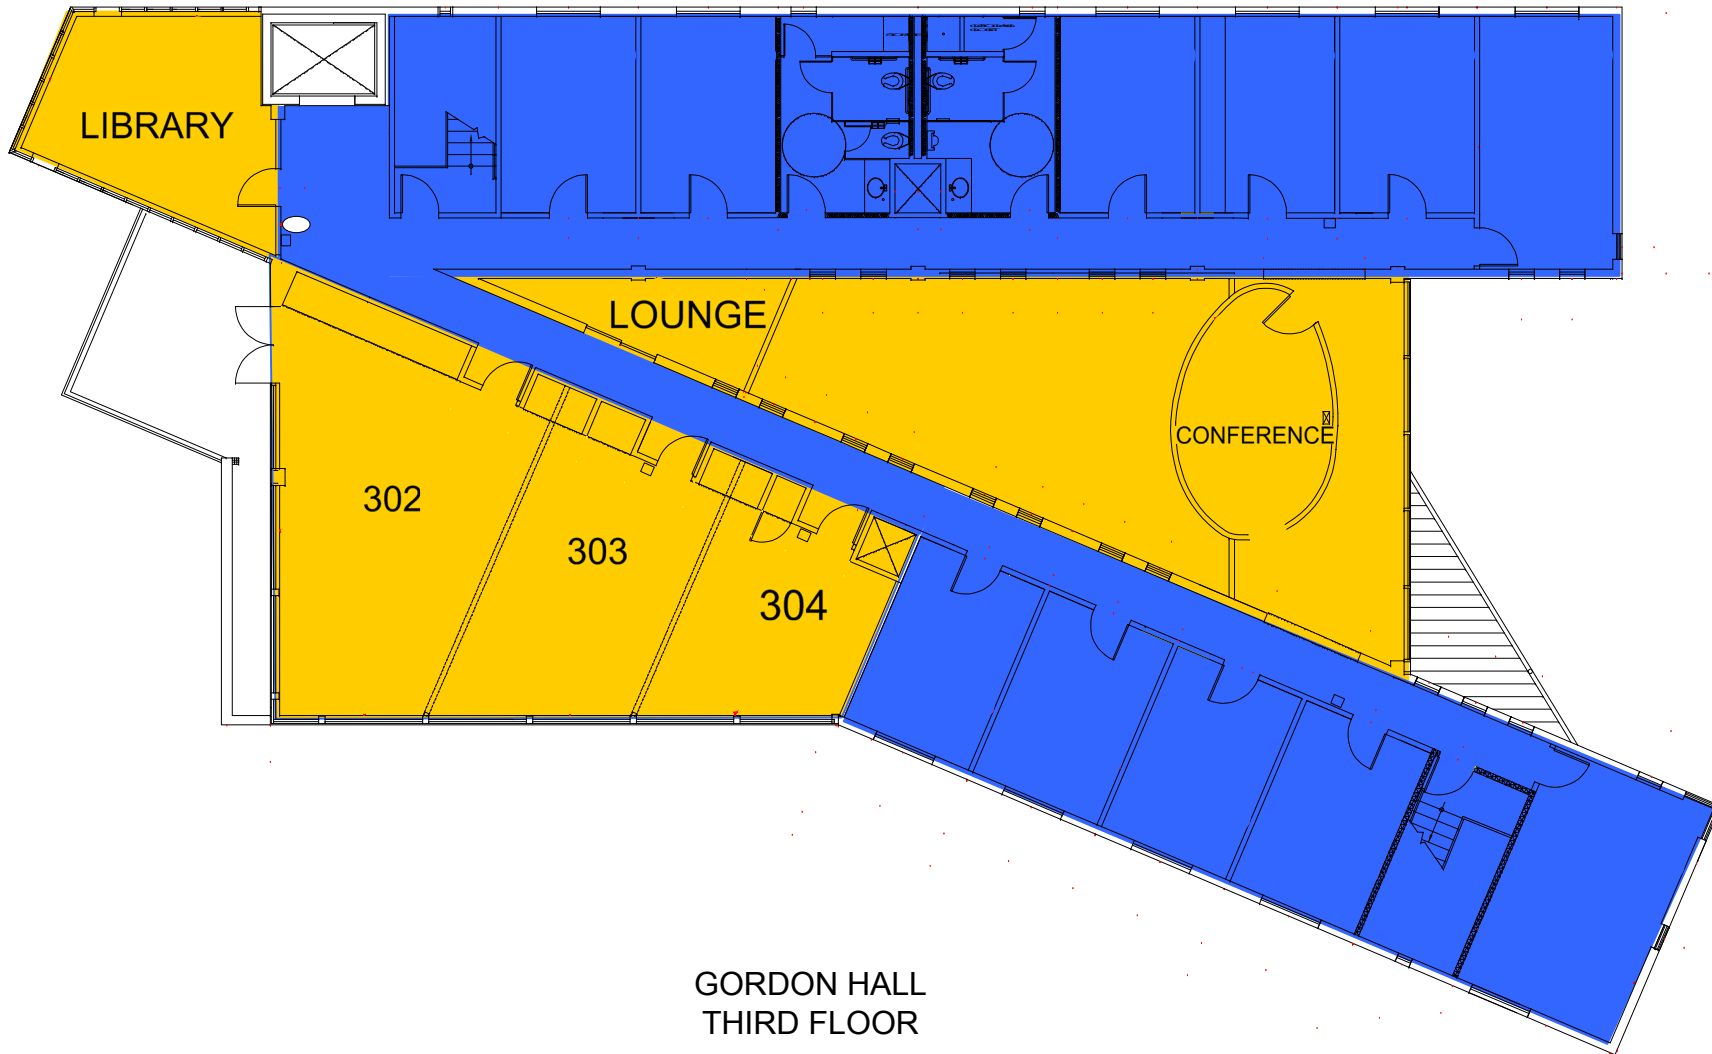 LIBRARY
LOUNGE
CONFERENCE
302
303
304
GORDON HALL
THIRD FLOOR